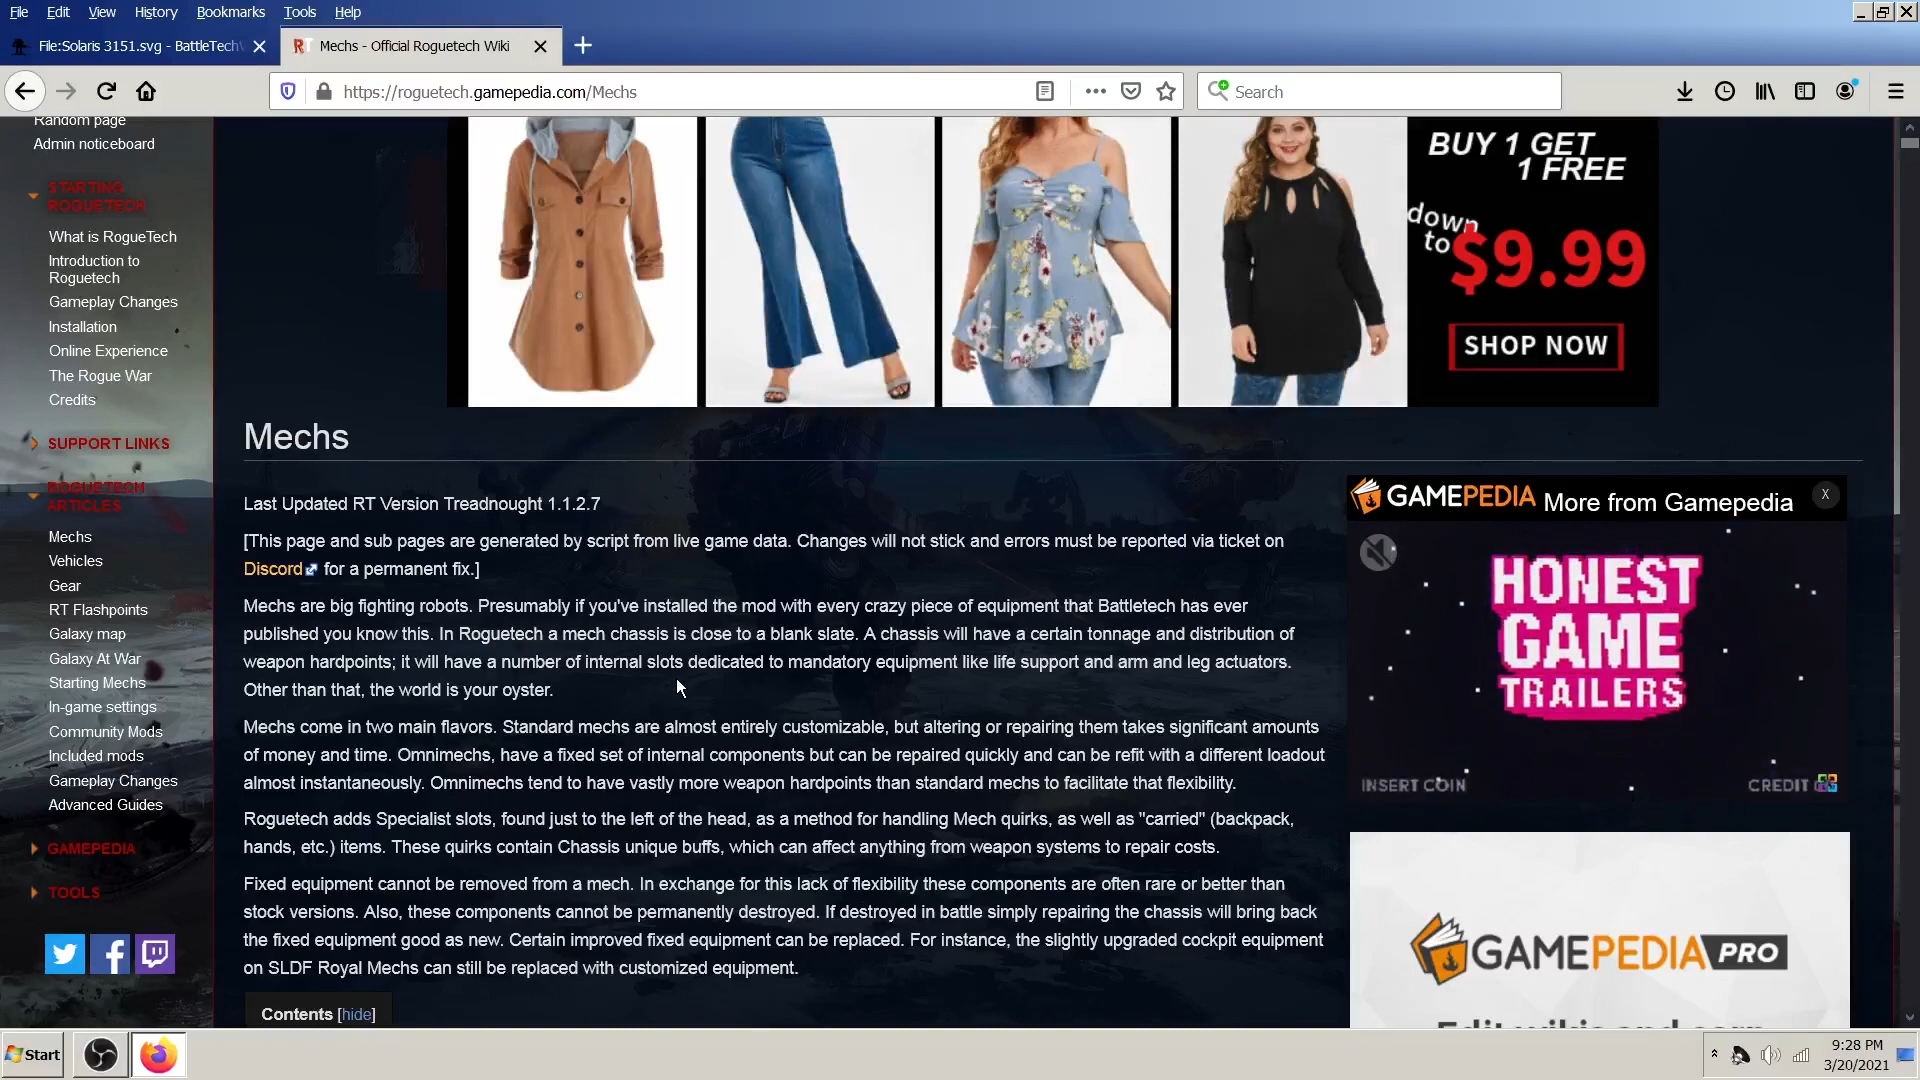 File Edit View History Bookmarks Tools Help
File:Solaris 3151.svg - BattleTech
Mechs - Official Roguetech Wiki
https://roguetech.gamepedia.com/Mechs
Search
Random page
Admin noticeboard
STARTING
ROGUETECH
What is RogueTech
Introduction to
Roguetech
Gameplay Changes
Installation
Online Experience
The Rogue War
Credits
SUPPORT LINKS
ROGUETECH
ARTICLES
Mechs
Vehicles
Gear
RT Flashpoints
Galaxy map
Galaxy At War
Starting Mechs
In-game settings
Community Mods
Included mods
Gameplay Changes
Advanced Guides
GAMEPEDIA
TOOLS
BUY 1 GET
1 FREE
down
to $9.99
SHOP NOW
Mechs
Last Updated RT Version Treadnought 1.1.2.7
[This page and sub pages are generated by script from live game data. Changes will not stick and errors must be reported via ticket on
Discord for a permanent fix.]
Mechs are big fighting robots. Presumably if you've installed the mod with every crazy piece of equipment that Battletech has ever
published you know this. In Roguetech a mech chassis is close to a blank slate. A chassis will have a certain tonnage and distribution of
weapon hardpoints; it will have a number of internal slots dedicated to mandatory equipment like life support and arm and leg actuators.
Other than that, the world is your oyster.
Mechs come in two main flavors. Standard mechs are almost entirely customizable, but altering or repairing them takes significant amounts
of money and time. Omnimechs, have a fixed set of internal components but can be repaired quickly and can be refit with a different loadout
almost instantaneously. Omnimechs tend to have vastly more weapon hardpoints than standard mechs to facilitate that flexibility.
Roguetech adds Specialist slots, found just to the left of the head, as a method for handling Mech quirks, as well as "carried" (backpack,
hands, etc.) items. These quirks contain Chassis unique buffs, which can affect anything from weapon systems to repair costs.
Fixed equipment cannot be removed from a mech. In exchange for this lack of flexibility these components are often rare or better than
stock versions. Also, these components cannot be permanently destroyed. If destroyed in battle simply repairing the chassis will bring back
the fixed equipment good as new. Certain improved fixed equipment can be replaced. For instance, the slightly upgraded cockpit equipment
on SLDF Royal Mechs can still be replaced with customized equipment.
Contents [hide]
GAMEPEDIA More from Gamepedia X
HONEST
GAME
TRAILERS
INSERT COIN CREDIT
GAMEPEDIA PRO
Edit wikis and earn
Start
9:28 PM
3/20/2021